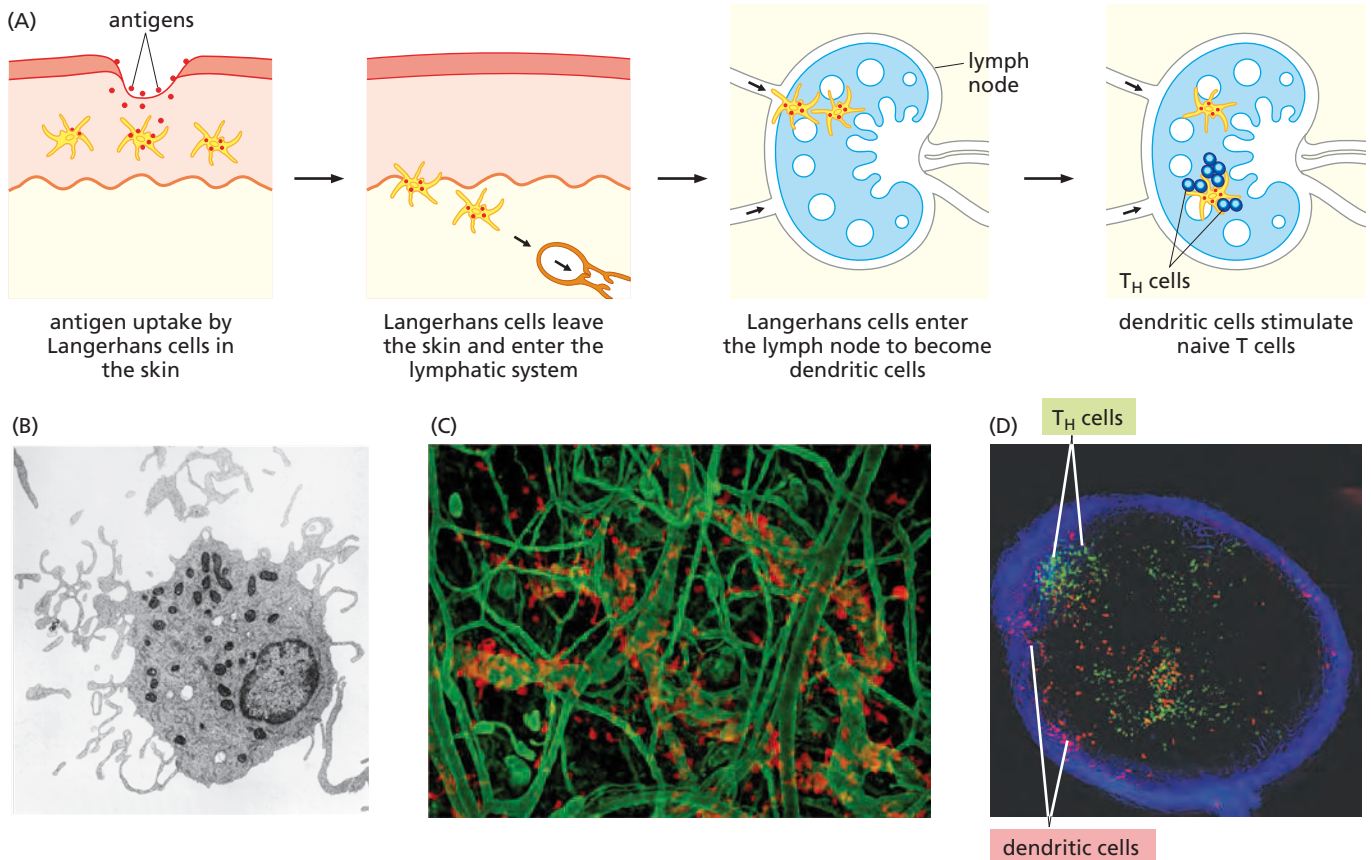 (A)
antigens
lymph
node
T_H cells
antigen uptake by
Langerhans cells in
the skin
Langerhans cells leave
the skin and enter the
lymphatic system
Langerhans cells enter
the lymph node to become
dendritic cells
dendritic cells stimulate
naive T cells
(B)
(C)
(D)
T_H cells
dendritic cells